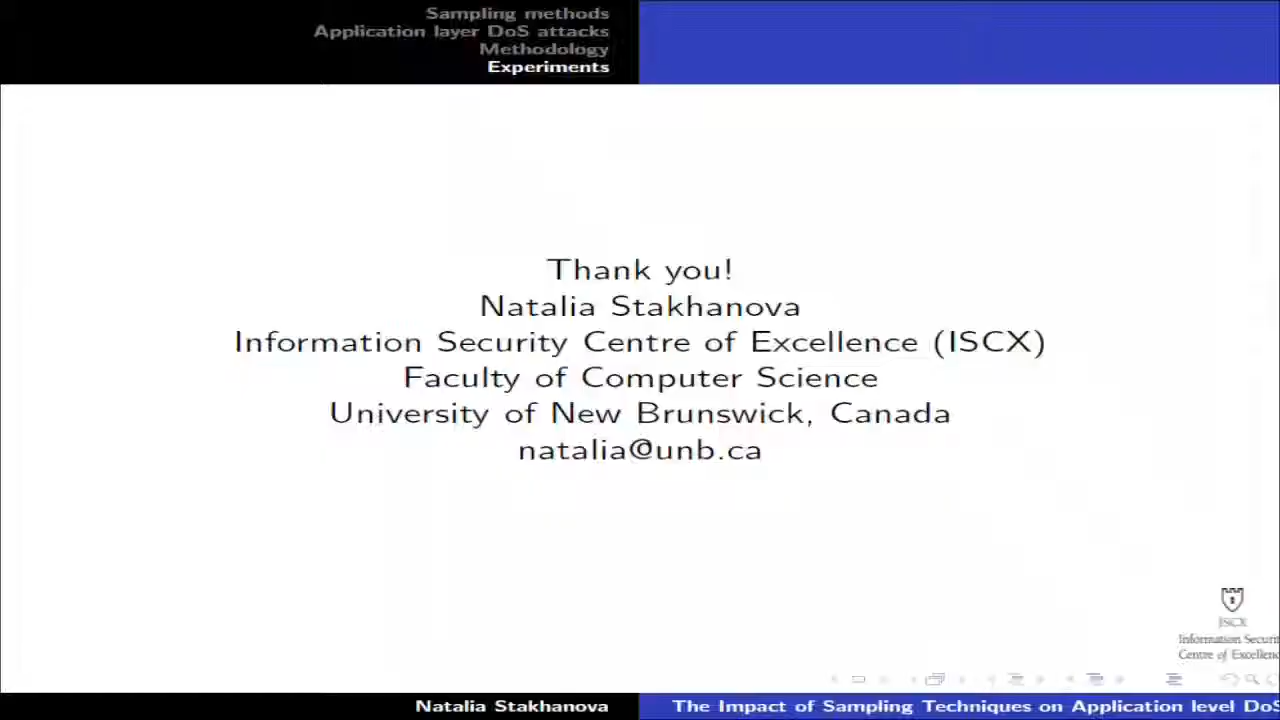 Sampling methods
Application layer DoS attacks
Methodology
Experiments
Thank you!
Natalia Stakhanova
Information Security Centre of Excellence (ISCX)
Faculty of Computer Science
University of New Brunswick, Canada
natalia@unb.ca
ISCX
Information Securit
Centre of Excellenc
Natalia Stakhanova
The Impact of Sampling Techniques on Application level DoS